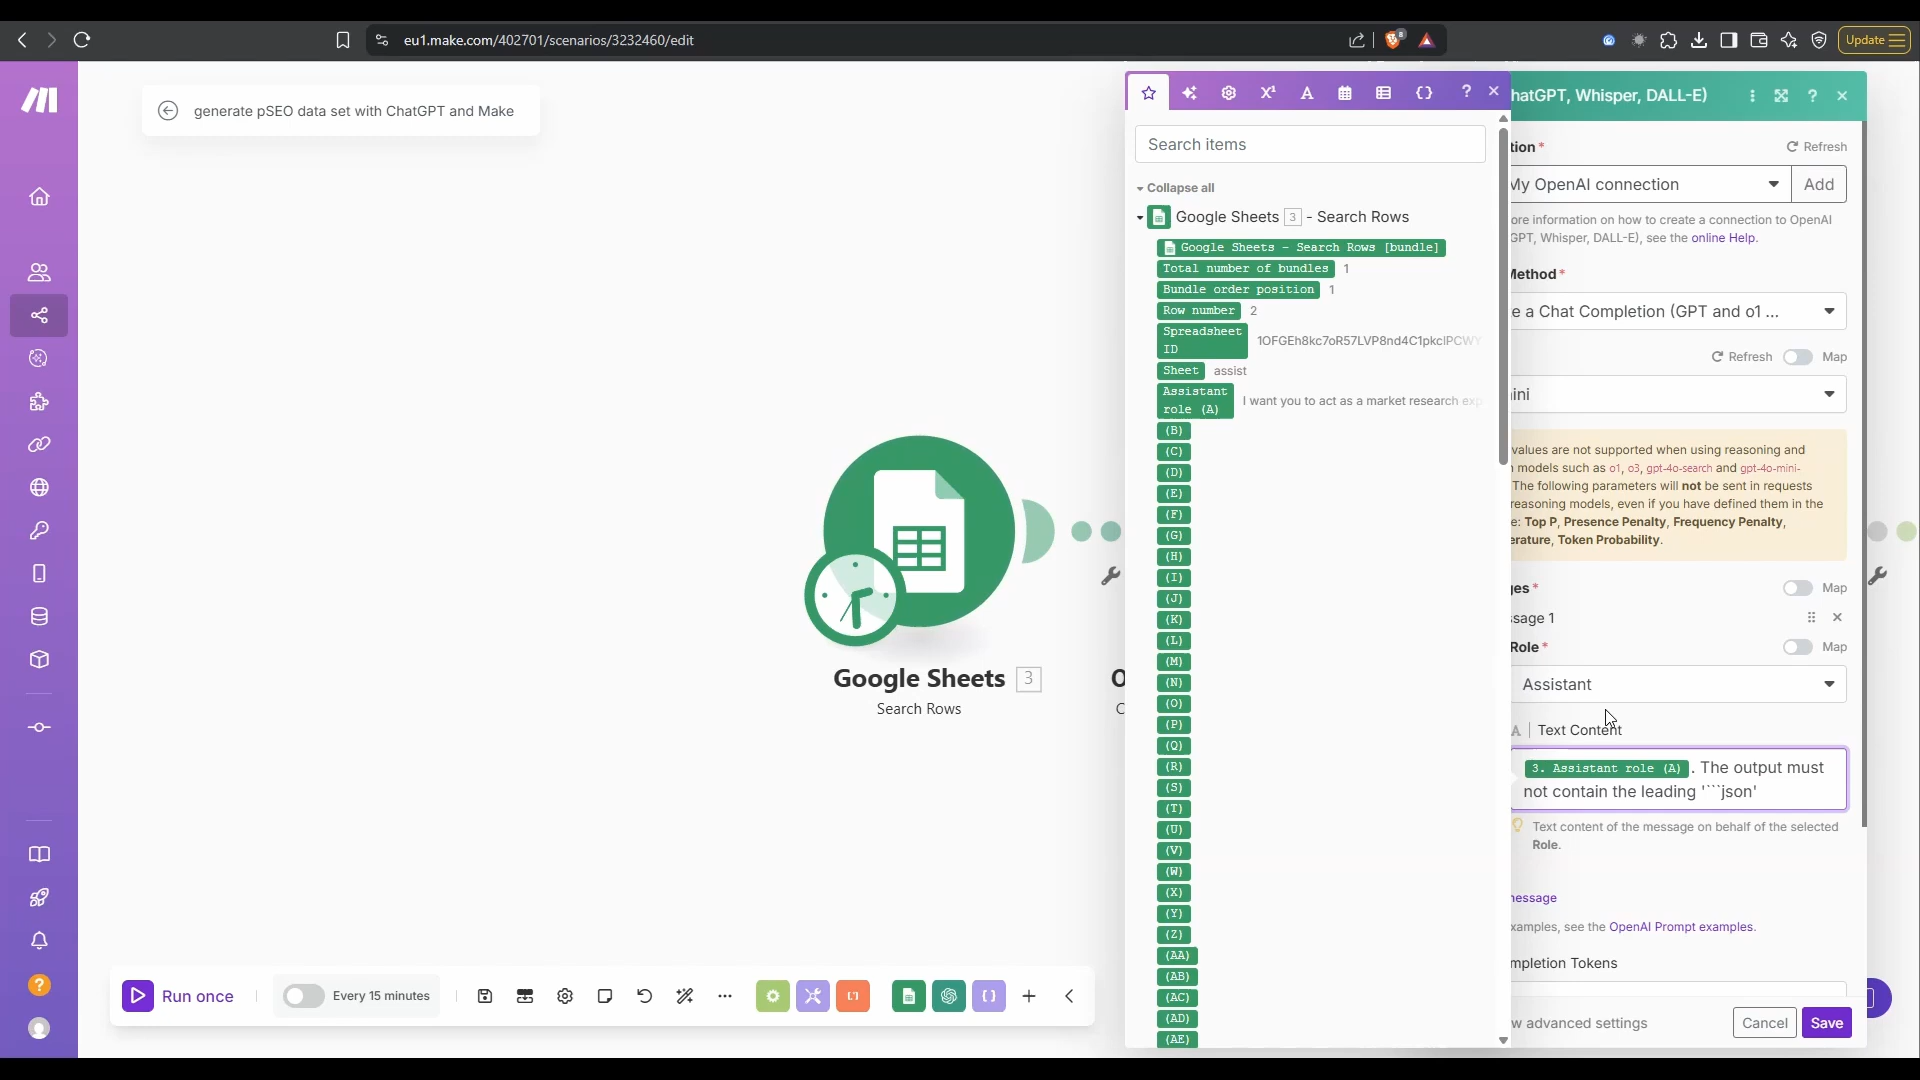 eu1.make.com/402701/scenarios/3232460/edit
8
Update
generate pSEO data set with ChatGPT and Make
Search items
Collapse all
Google Sheets 3 - Search Rows
Google Sheets - Search Rows [bundle]
Total number of bundles 1
Bundle order position 1
Row number 2
Spreadsheet
ID
1OFGEh8kc7oR57LVP8nd4C1pkclPCWY
Sheet assist
Assistant
role (A)
I want you to act as a market research exp
(B)
(C)
(D)
(E)
(F)
(G)
(H)
(I)
(J)
(K)
(L)
(M)
(N)
(O)
(P)
(Q)
(R)
(S)
(T)
(U)
(V)
(W)
(X)
(Y)
(Z)
(AA)
(AB)
(AC)
(AD)
(AE)
hatGPT, Whisper, DALL-E)
tion*
Refresh
My OpenAI connection
Add
ore information on how to create a connection to OpenAI
GPT, Whisper, DALL-E), see the online Help.
Method*
e a Chat Completion (GPT and o1 ...
Refresh
Map
ini
values are not supported when using reasoning and
n models such as o1, o3, gpt-4o-search and gpt-4o-mini-
The following parameters will not be sent in requests
reasoning models, even if you have defined them in the
e: Top P, Presence Penalty, Frequency Penalty,
erature, Token Probability.
ges*
Map
ssage 1
Role*
Map
Assistant
A | Text Content
3. Assistant role (A). The output must
not contain the leading '```json'
Text content of the message on behalf of the selected
Role.
nessage
xamples, see the OpenAI Prompt examples.
mpletion Tokens
w advanced settings
Cancel
Save
Google Sheets 3
Search Rows
O
C
Run once
Every 15 minutes